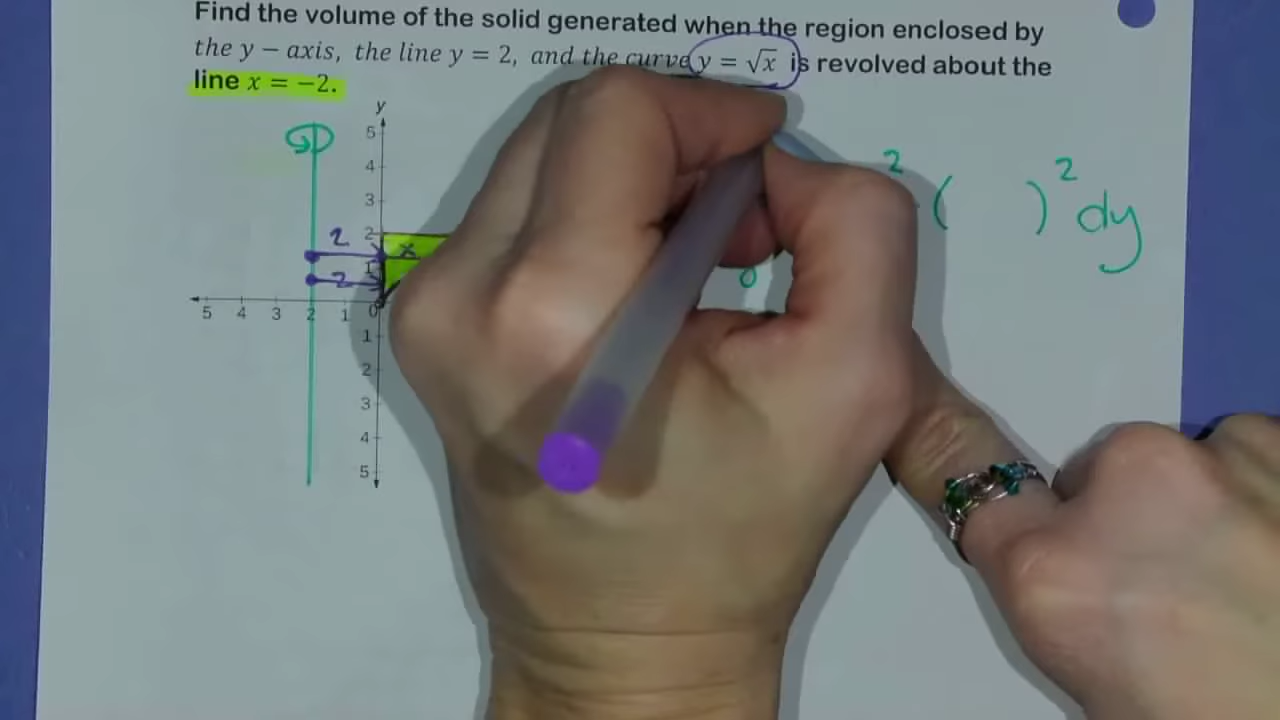 Find the volume of the solid generated when the region enclosed by
the y − axis, the line y = 2, and the curve y = √x is revolved about the
line x = −2.
y
5
4
3
2
1
2
2
x
2
( )² dy
0
5 4 3 2 1 0
1
2
3
4
5